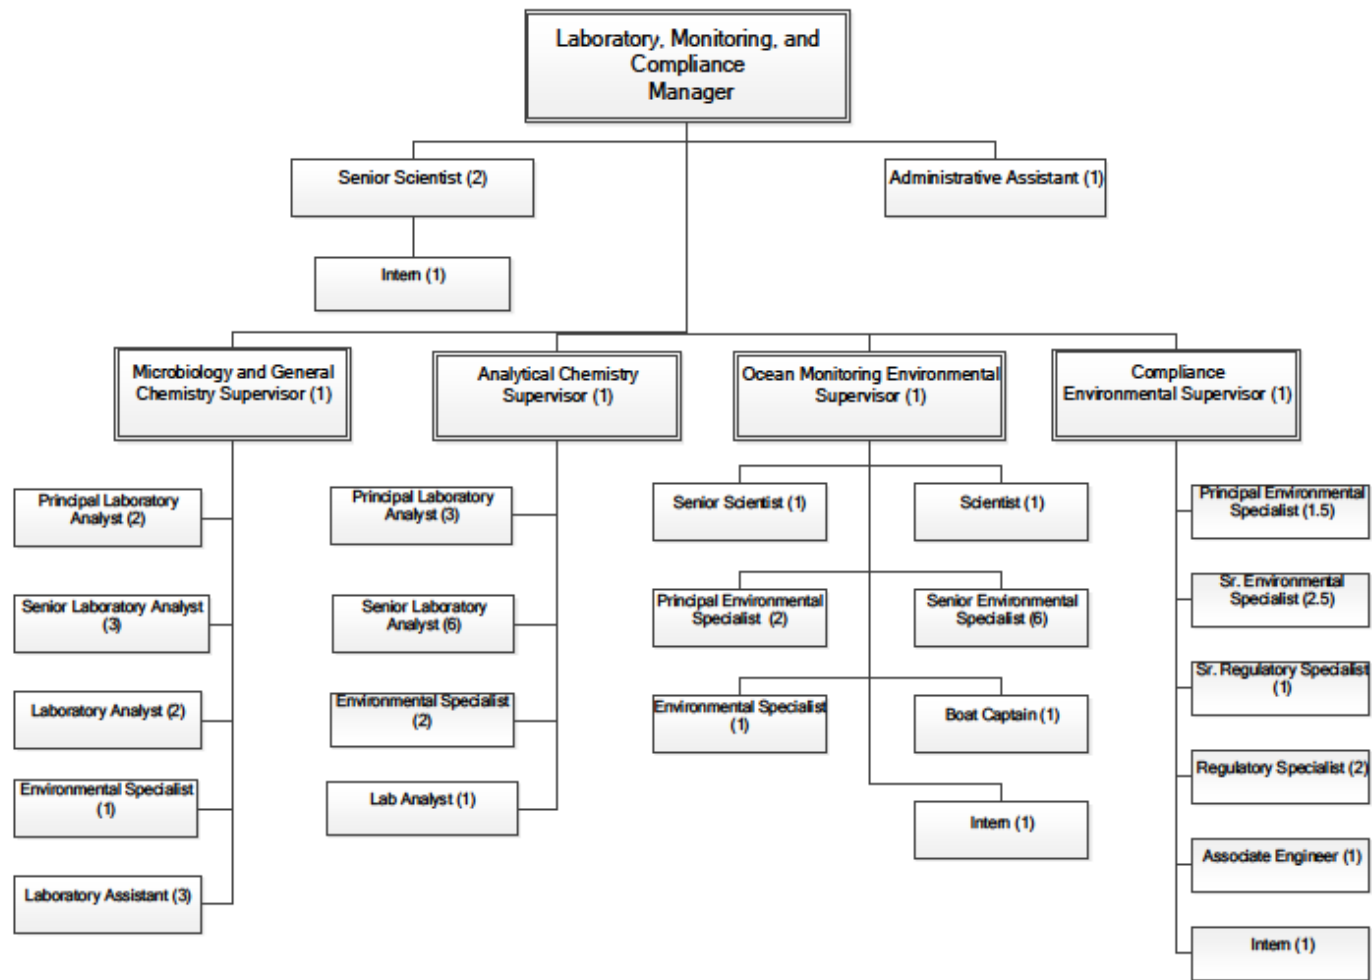 Laboratory, Monitoring, and
Compliance
Manager
Senior Scientist (2)
Administrative Assistant (1)
Intern (1)
Microbiology and General
Chemistry Supervisor (1)
Analytical Chemistry
Supervisor (1)
Ocean Monitoring Environmental
Supervisor (1)
Compliance
Environmental Supervisor (1)
Principal Laboratory
Analyst (2)
Senior Laboratory Analyst
(3)
Laboratory Analyst (2)
Environmental Specialist
(1)
Laboratory Assistant (3)
Principal Laboratory
Analyst (3)
Senior Laboratory
Analyst (6)
Environmental Specialist
(2)
Lab Analyst (1)
Senior Scientist (1)
Scientist (1)
Principal Environmental
Specialist (2)
Senior Environmental
Specialist (6)
Environmental Specialist
(1)
Boat Captain (1)
Intern (1)
Principal Environmental
Specialist (1.5)
Sr. Environmental
Specialist (2.5)
Sr. Regulatory Specialist
(1)
Regulatory Specialist (2)
Associate Engineer (1)
Intern (1)